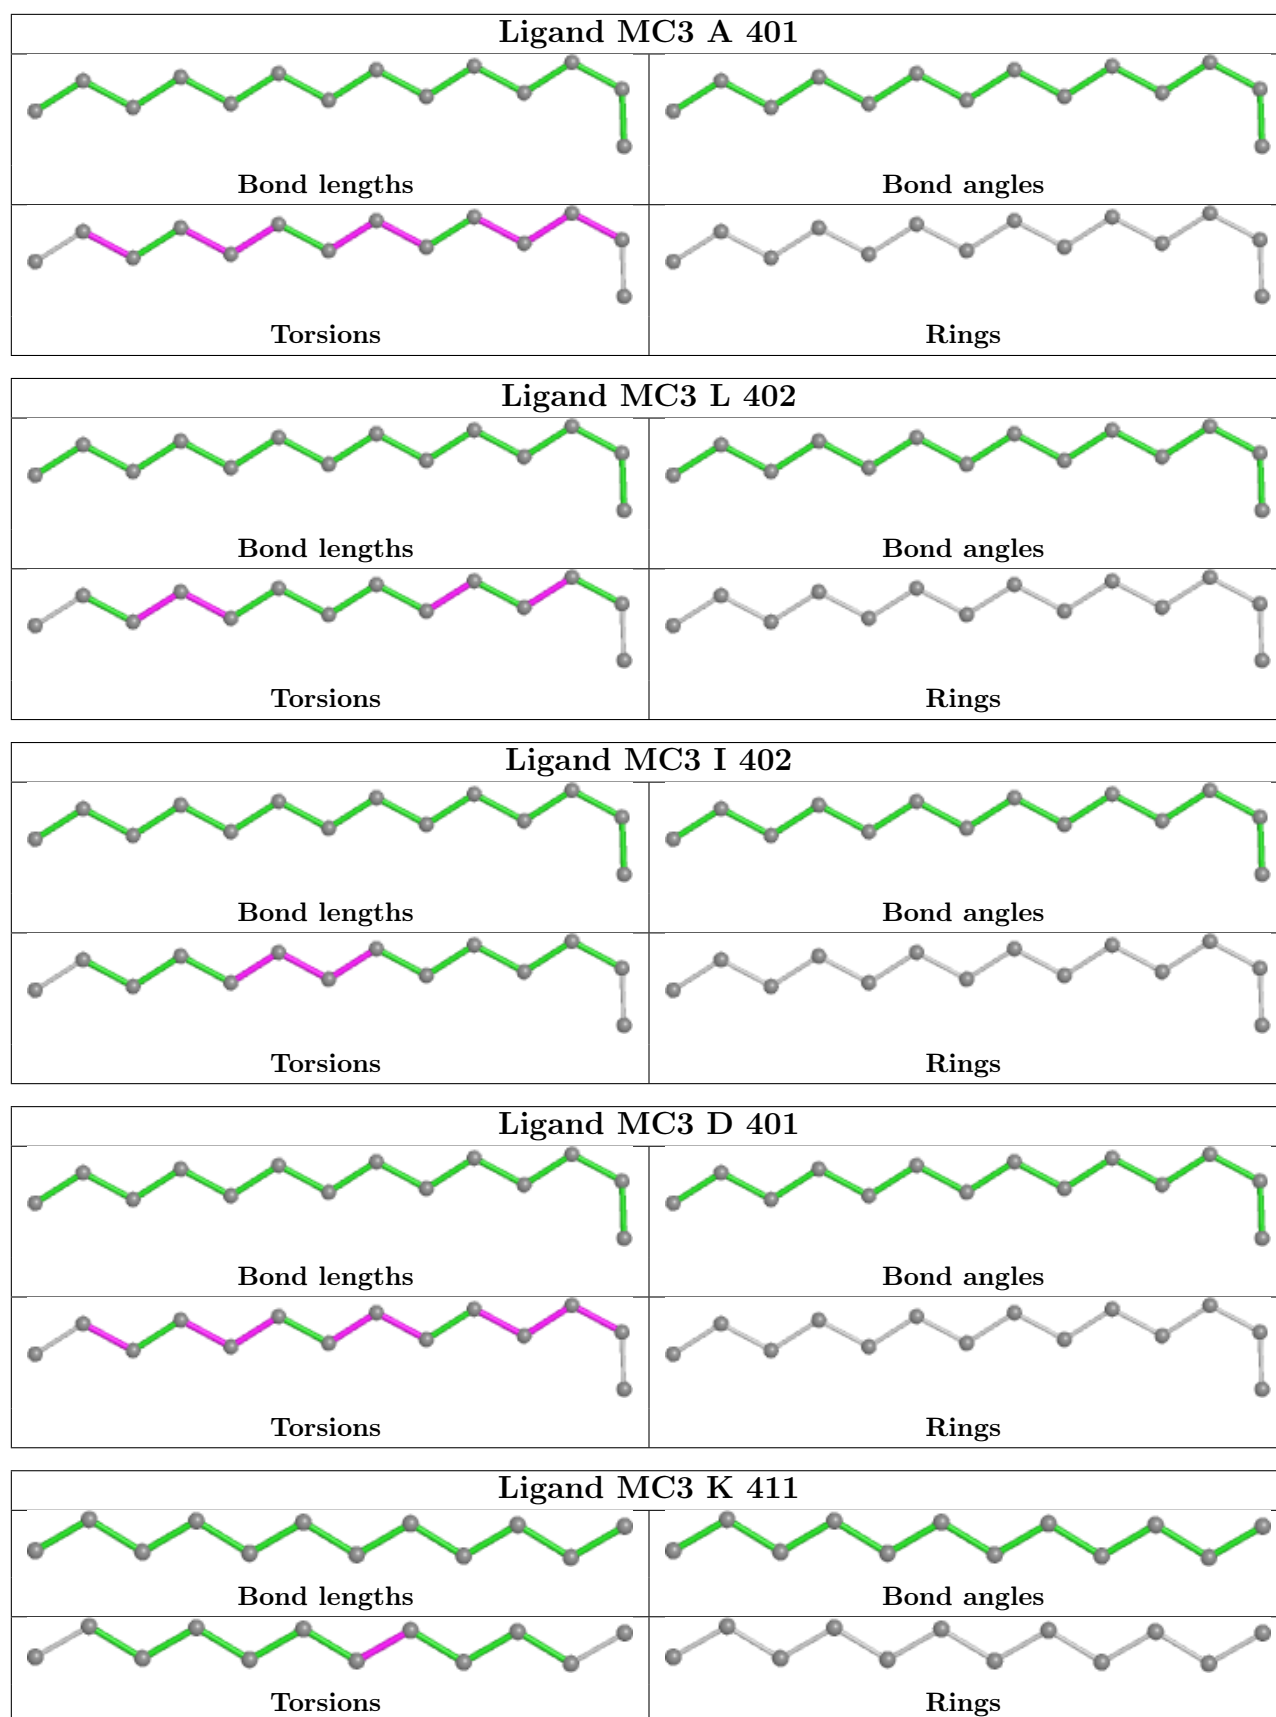 Ligand MC3 A 401
Bond lengths
Bond angles
Torsions
Rings
Ligand MC3 L 402
Bond lengths
Bond angles
Torsions
Rings
Ligand MC3 I 402
Bond lengths
Bond angles
Torsions
Rings
Ligand MC3 D 401
Bond lengths
Bond angles
Torsions
Rings
Ligand MC3 K 411
Bond lengths
Bond angles
Torsions
Rings